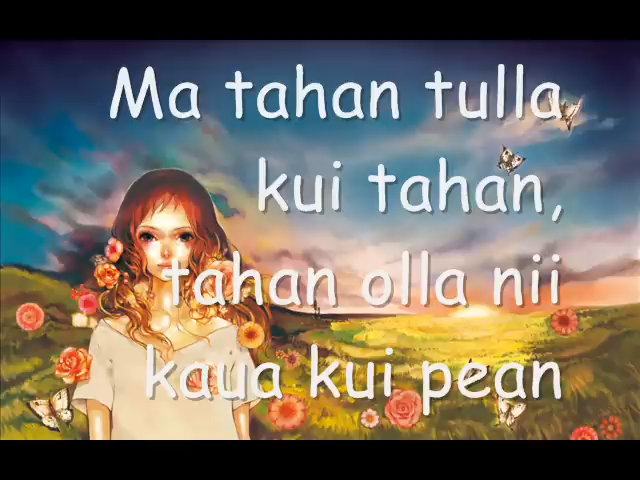 Ma tahan tulla
kui tahan,
tahan olla nii
kaua kui pean